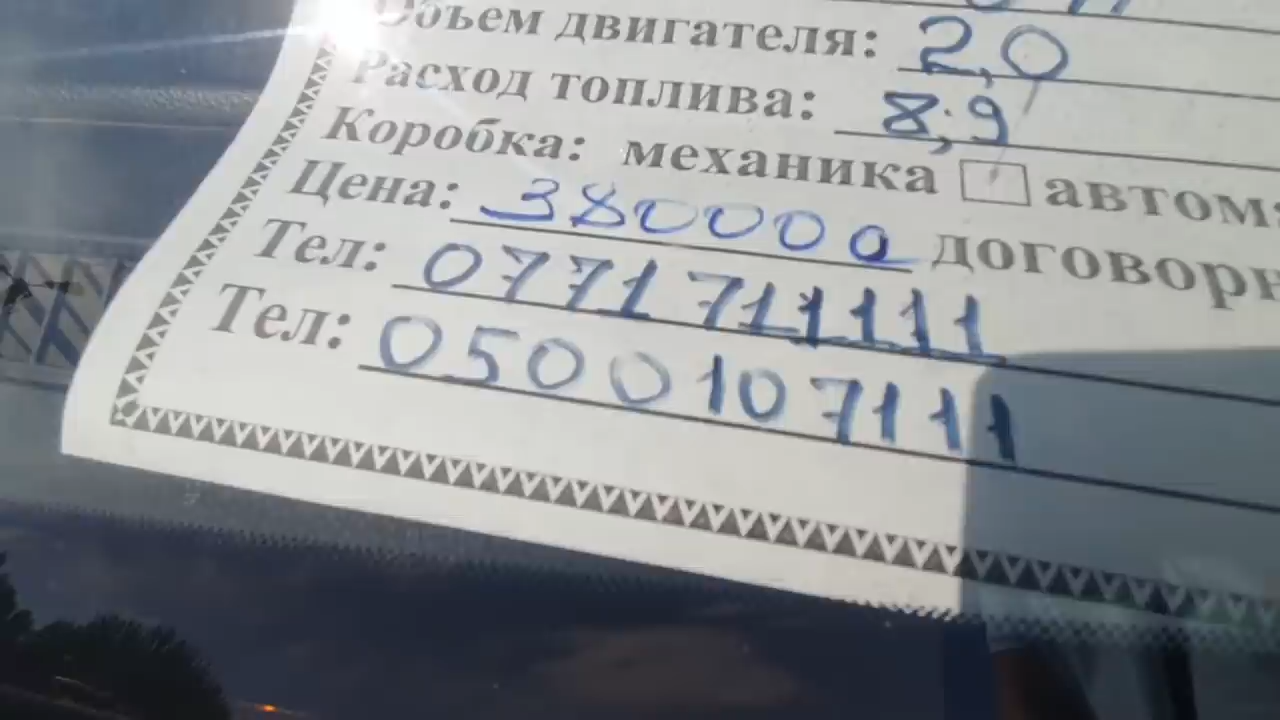 Объем двигателя: 2,0
Расход топлива: 8,9
Коробка: механика
Цена: 380000
Тел: 0771711111
Тел: 0500107111